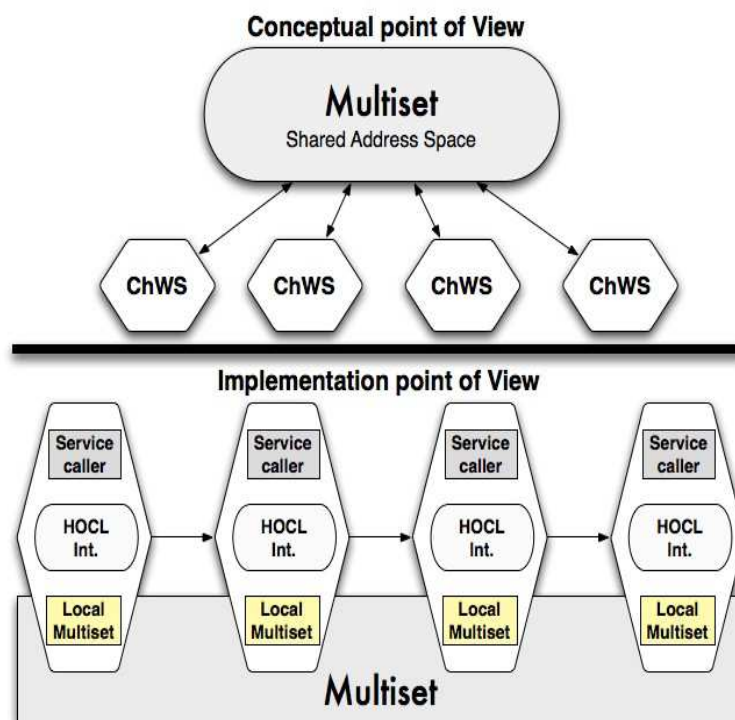 Conceptual point of View
Multiset
Shared Address Space
ChWS
ChWS
ChWS
ChWS
Implementation point of View
Service
caller
Service
caller
Service
caller
Service
caller
HOCL
Int.
HOCL
Int.
HOCL
Int.
HOCL
Int.
Local
Multiset
Local
Multiset
Local
Multiset
Local
Multiset
Multiset